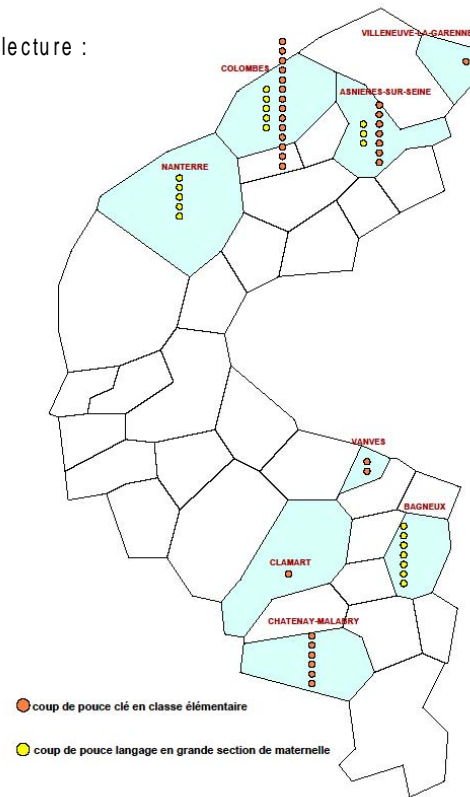 lecture :
VILLENEUVE-LA-GARENNE
COLOMBES
ASNIERES-SUR-SEINE
NANTERRE
VANVES
BAGNEUX
CLAMART
CHATENAY-MALABRY
coup de pouce clé en classe élémentaire
coup de pouce langage en grande section de maternelle